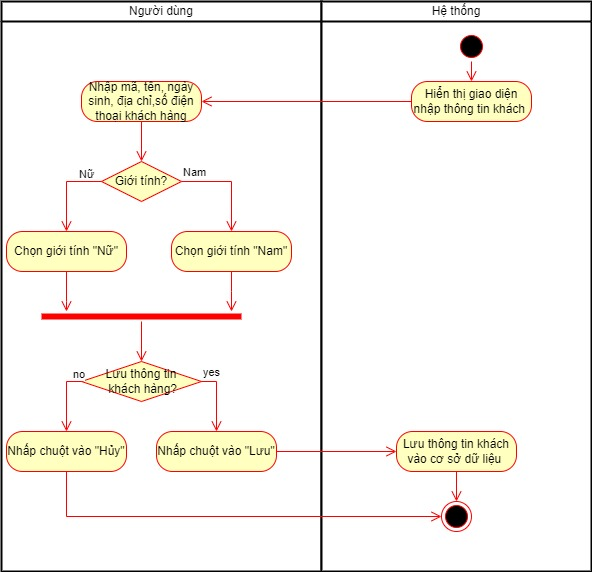 Người dùng
Hệ thống
Hiển thị giao diện
nhập thông tin khách
Nhập mã, tên, ngày
sinh, địa chỉ,số điện
thoại khách hàng
Giới tính?
Nữ
Nam
Chọn giới tính "Nữ"
Chọn giới tính "Nam"
Lưu thông tin
khách hàng?
no
yes
Nhấp chuột vào "Hủy"
Nhấp chuột vào "Lưu"
Lưu thông tin khách
vào cơ sở dữ liệu